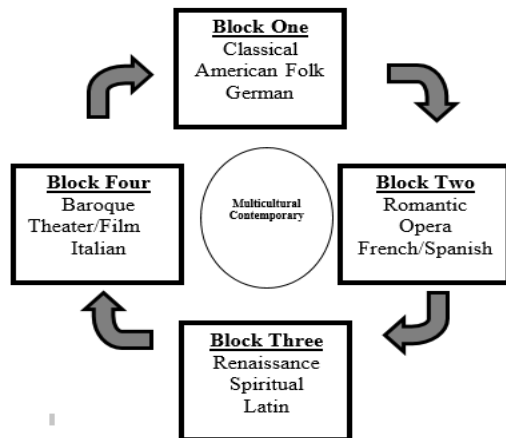 Block One
Classical
American Folk
German
Block Two
Romantic
Opera
French/Spanish
Block Three
Renaissance
Spiritual
Latin
Block Four
Baroque
Theater/Film
Italian
Multicultural
Contemporary